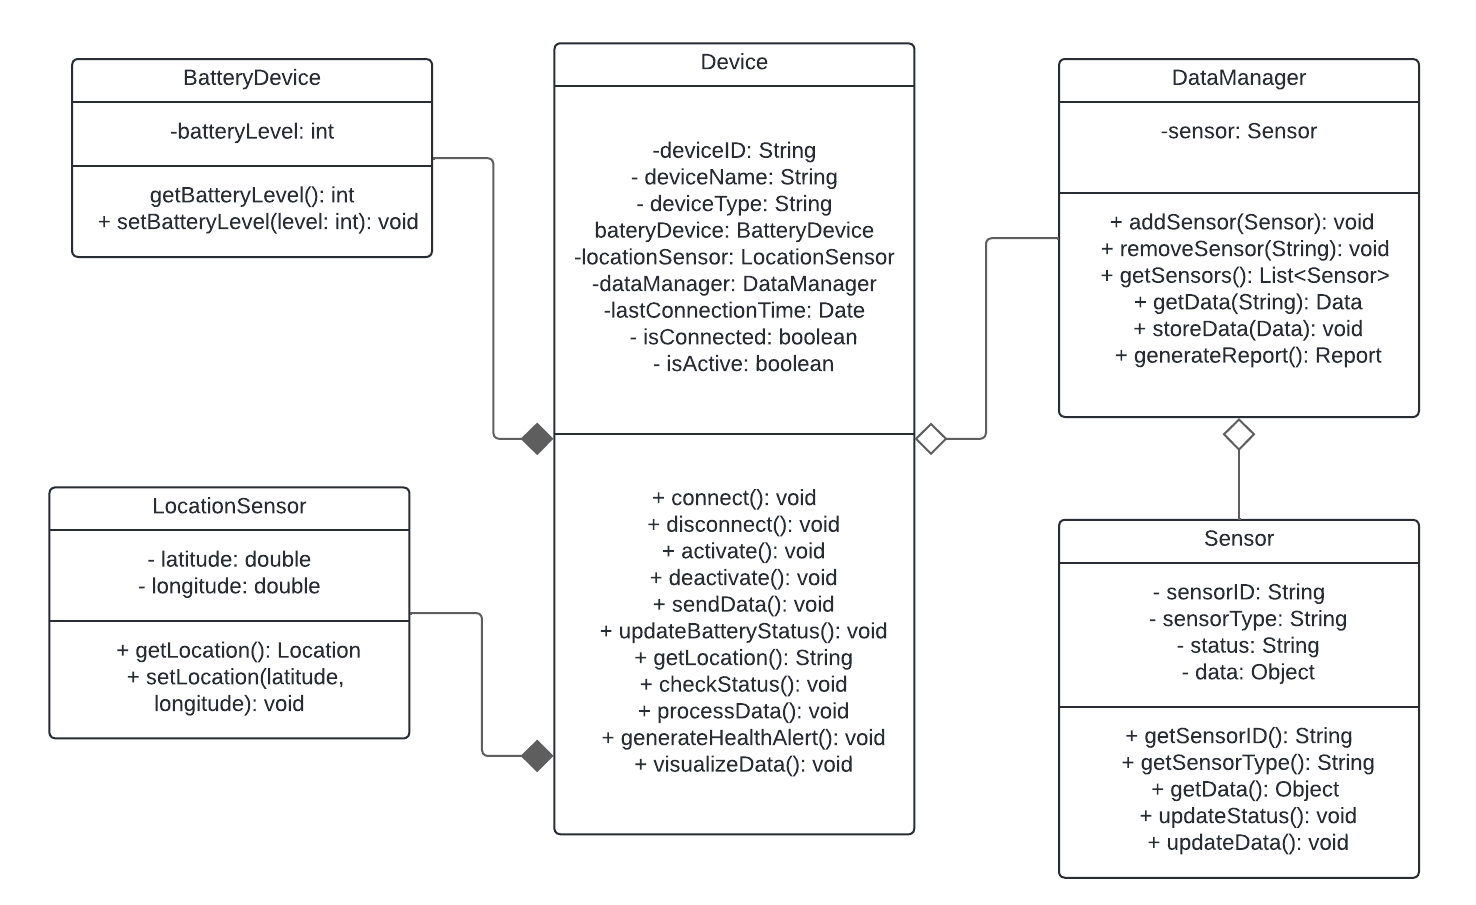 BatteryDevice
-batteryLevel: int
getBatteryLevel(): int
+ setBatteryLevel(level: int): void
LocationSensor
- latitude: double
- longitude: double
+ getLocation(): Location
+ setLocation(latitude,
longitude): void
Device
-deviceID: String
- deviceName: String
- deviceType: String
bateryDevice: BatteryDevice
-locationSensor: LocationSensor
-dataManager: DataManager
-lastConnectionTime: Date
- isConnected: boolean
- isActive: boolean
+ connect(): void
+ disconnect(): void
+ activate(): void
+ deactivate(): void
+ sendData(): void
+ updateBatteryStatus(): void
+ getLocation(): String
+ checkStatus(): void
+ processData(): void
+ generateHealthAlert(): void
+ visualizeData(): void
DataManager
-sensor: Sensor
+ addSensor(Sensor): void
+ removeSensor(String): void
+ getSensors(): List<Sensor>
+ getData(String): Data
+ storeData(Data): void
+ generateReport(): Report
Sensor
- sensorID: String
- sensorType: String
- status: String
- data: Object
+ getSensorID(): String
+ getSensorType(): String
+ getData(): Object
+ updateStatus(): void
+ updateData(): void